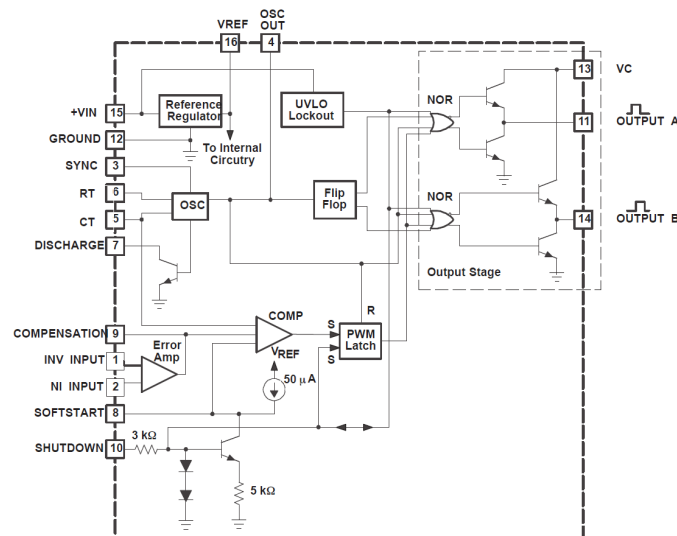 OSC
OUT
VREF
16
4
13
VC
NOR
+VIN
15
Reference
Regulator
UVLO
Lockout
11
OUTPUT A
GROUND
12
To Internal
Circutry
SYNC
3
RT
6
OSC
Flip
Flop
NOR
CT
5
14
OUTPUT B
DISCHARGE
7
Output Stage
R
COMP
COMPENSATION
9
S
PWM
Latch
S
Error
Amp
VREF
INV INPUT
1
50 μA
NI INPUT
2
SOFTSTART
8
3 kΩ
SHUTDOWN
10
5 kΩ